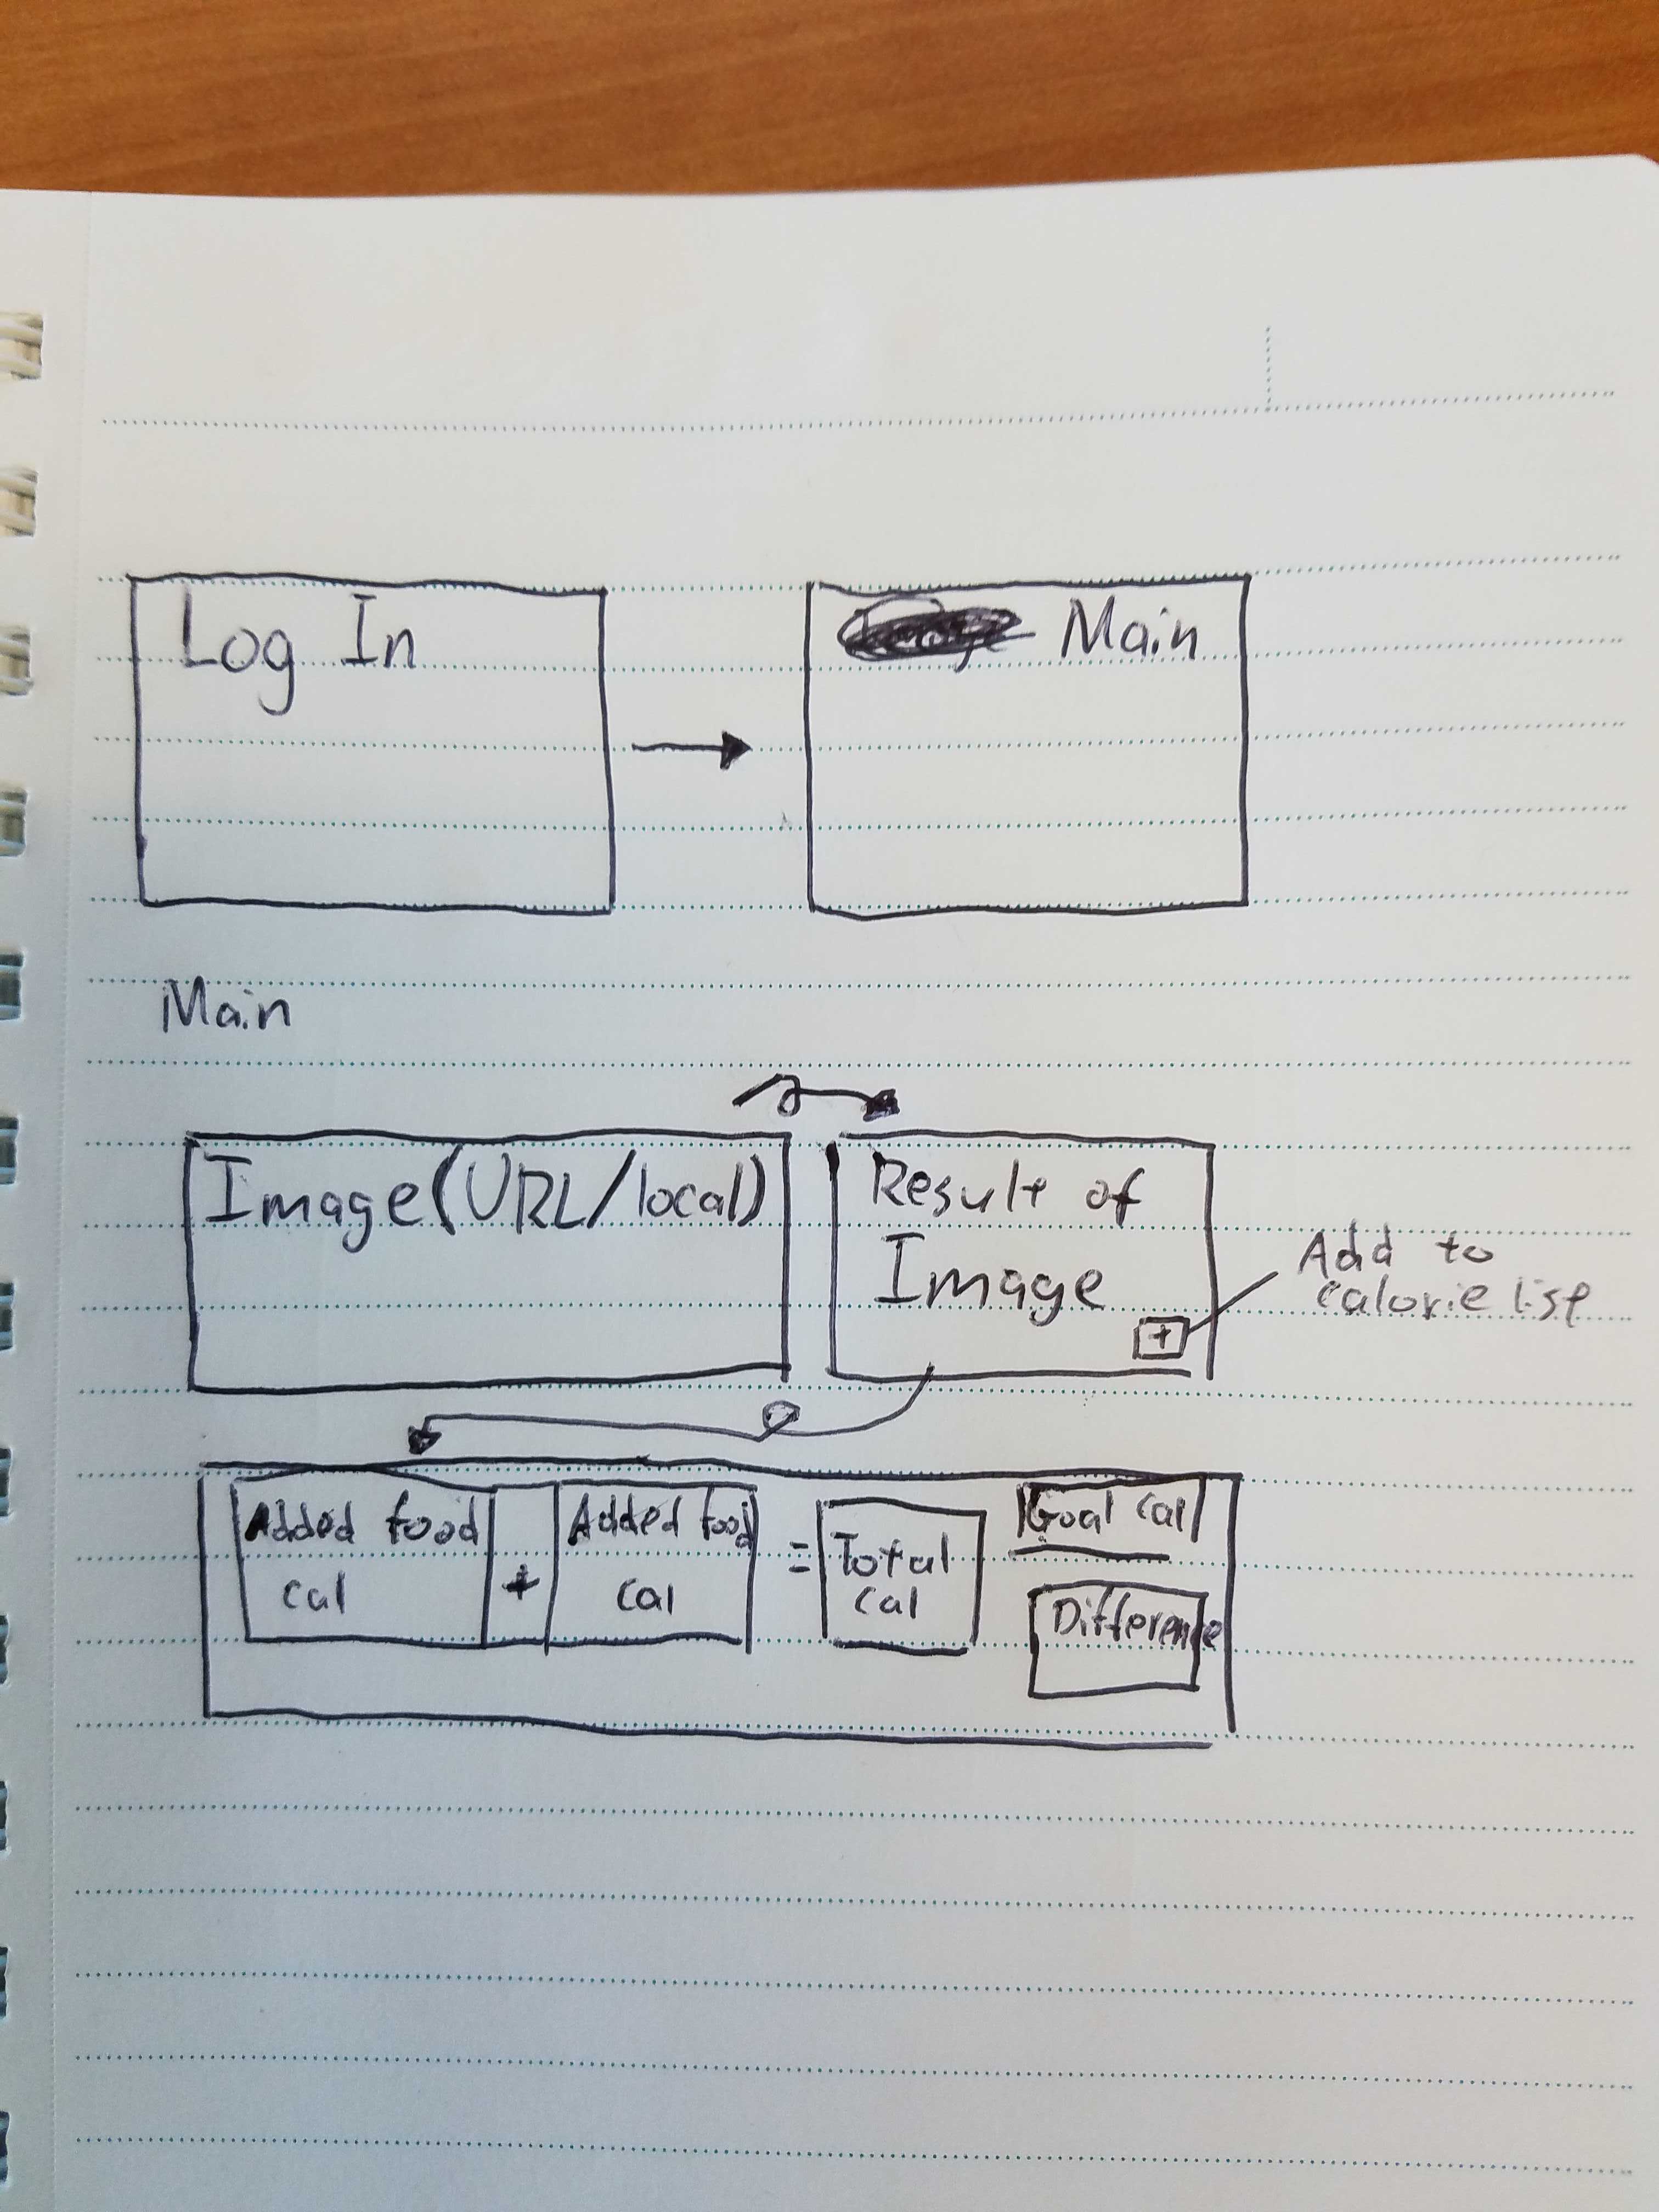 Log In
Main
Main
Image(URL/local)
Result of
Image
+
Add to
calorie list
Added food
cal
+
Added food
cal
=
Total
cal
Goal cal
Difference